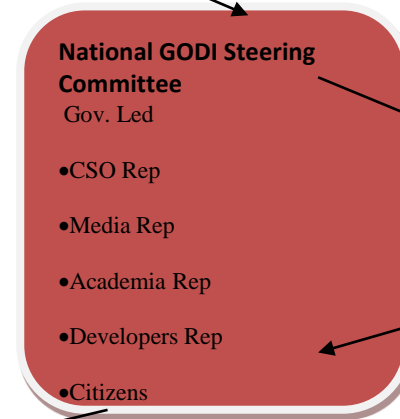 National GODI Steering
Committee
Gov. Led
•CSO Rep
•Media Rep
•Academia Rep
•Developers Rep
•Citizens